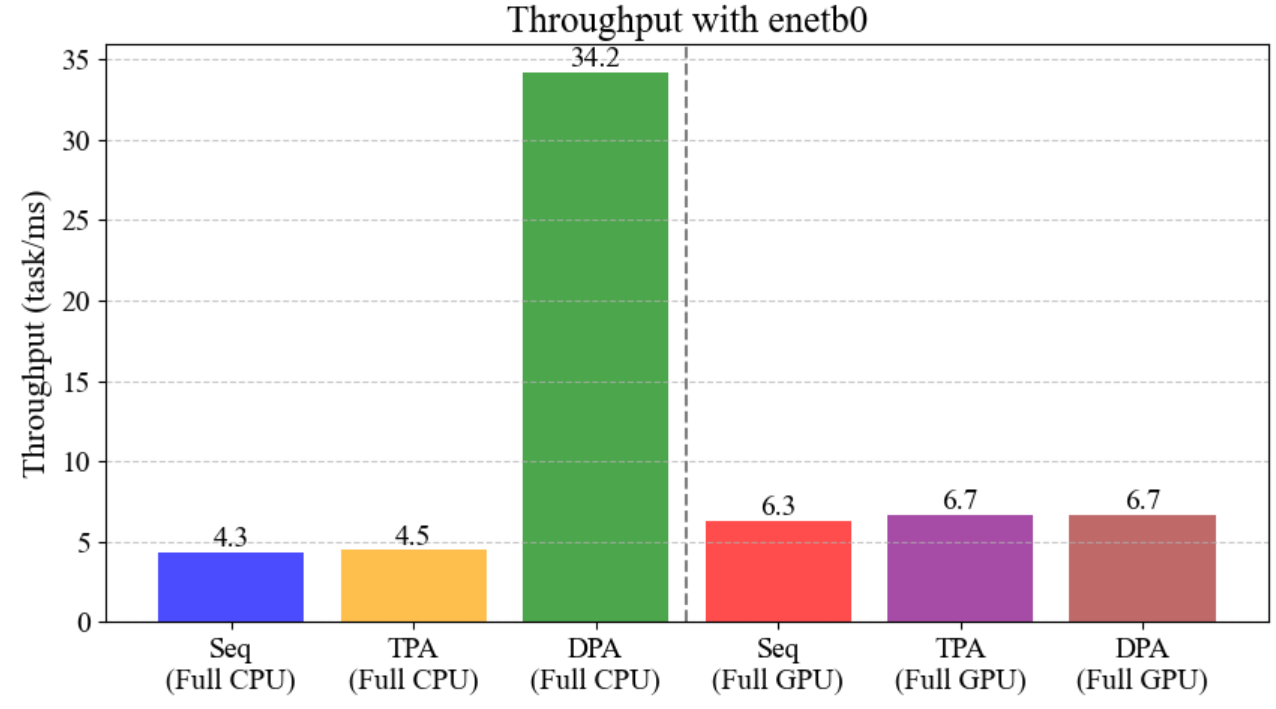 Throughput with enetb0
Throughput (task/ms)
35
30
25
20
15
10
5
0
4.3
4.5
34.2
6.3
6.7
6.7
Seq
(Full CPU)
TPA
(Full CPU)
DPA
(Full CPU)
Seq
(Full GPU)
TPA
(Full GPU)
DPA
(Full GPU)